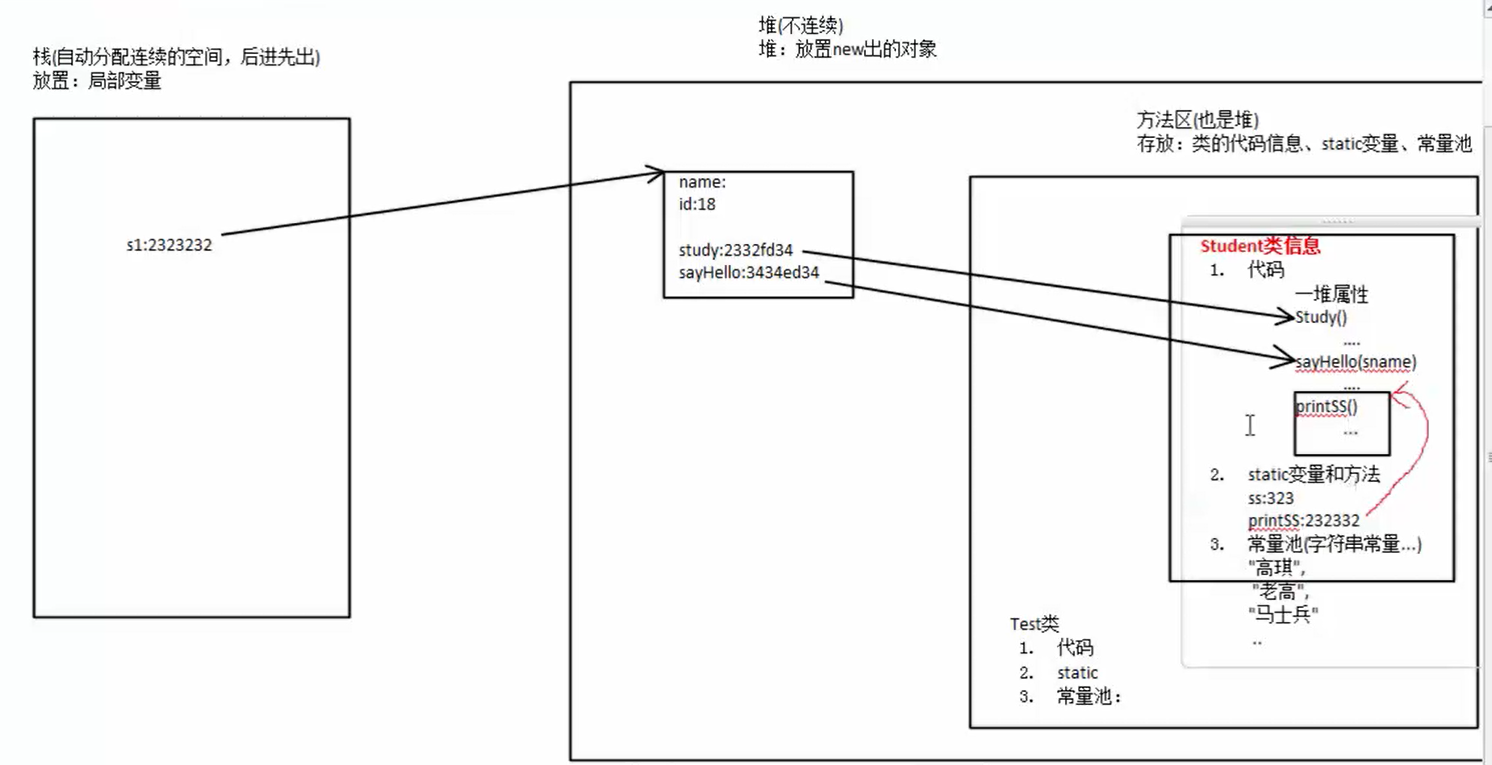 栈(自动分配连续的空间，后进先出)
放置：局部变量
s1:2323232
堆(不连续)
堆：放置new出的对象
name:
id:18
study:2332fd34
sayHello:3434ed34
方法区(也是堆)
存放：类的代码信息、static变量、常量池
Student类信息
1. 代码
一堆属性
Study()
....
sayHello(sname)
....
printSS()
...
2. static变量和方法
ss:323
printSS:232332
3. 常量池(字符串常量...)
"高琪",
"老高",
"马士兵"
..
Test类
1. 代码
2. static
3. 常量池：